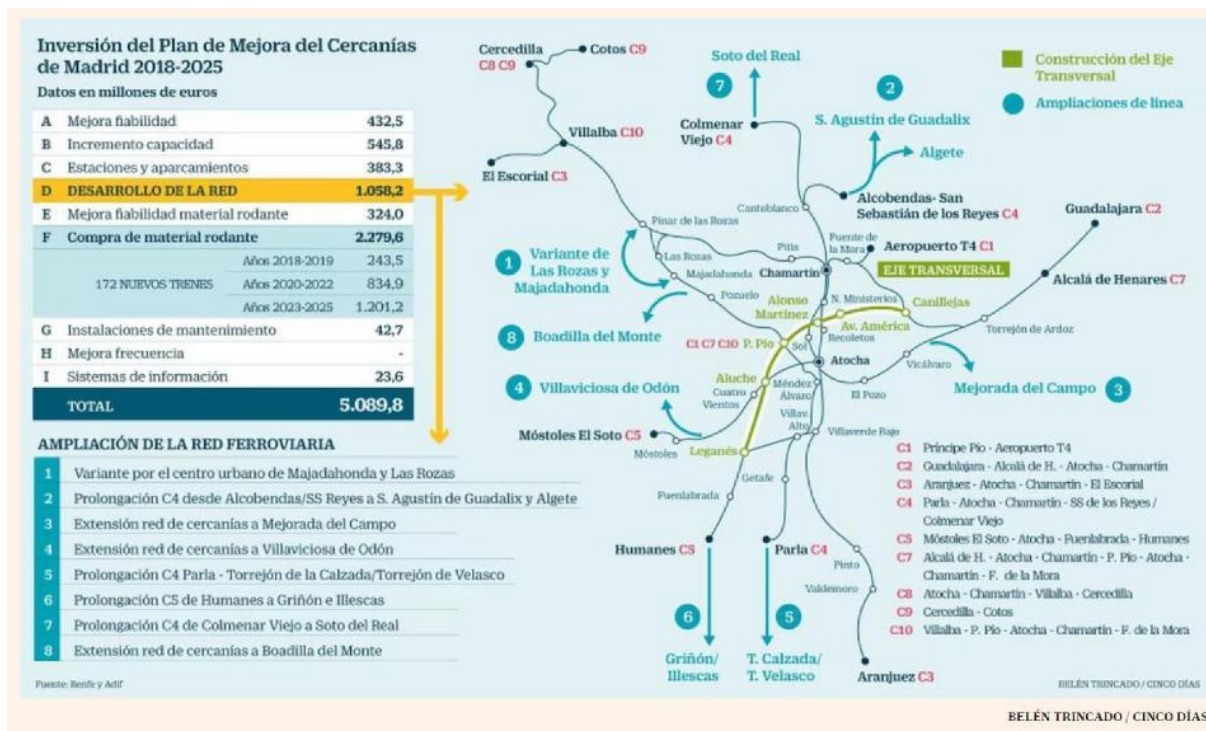 Inversión del Plan de Mejora del Cercanías
de Madrid 2018-2025
Datos en millones de euros
A Mejora fiabilidad 432,5
B Incremento capacidad 545,8
C Estaciones y aparcamientos 383,3
D DESARROLLO DE LA RED 1.058,2
E Mejora fiabilidad material rodante 324,0
F Compra de material rodante 2.279,6
Años 2018-2019 243,5
172 NUEVOS TRENES Años 2020-2022 834,9
Años 2023-2025 1.201,2
G Instalaciones de mantenimiento 42,7
H Mejora frecuencia -
I Sistemas de información 23,6
TOTAL 5.089,8
AMPLIACIÓN DE LA RED FERROVIARIA
1 Variante por el centro urbano de Majadahonda y Las Rozas
2 Prolongación C4 desde Alcobendas/SS Reyes a S. Agustín de Guadalix y Algete
3 Extensión red de cercanías a Mejorada del Campo
4 Extensión red de cercanías a Villaviciosa de Odón
5 Prolongación C4 Parla - Torrejón de la Calzada/Torrejón de Velasco
6 Prolongación C5 de Humanes a Griñón e Illescas
7 Prolongación C4 de Colmenar Viejo a Soto del Real
8 Extensión red de cercanías a Boadilla del Monte
Fuente: Renfe y Adif
Cercedilla
C8 C9
Cotos C9
Villalba C10
El Escorial C3
Soto del Real
7
Colmenar
Viejo C4
2
S. Agustín de Guadalix
Algete
Construcción del Eje
Transversal
Ampliaciones de línea
Alcobendas- San
Sebastián de los Reyes C4
Guadalajara C2
Cantoblanco
Pinar de las Rozas
Pitis
Fuente de
la Mora
Aeropuerto T4 C1
1
Variante de
Las Rozas y
Majadahonda
Las Rozas
Majadahonda
Chamartín
EJE TRANSVERSAL
Alcalá de Henares C7
Pozuelo
Alonso
Martínez
N. Ministerios
Canillejas
8
Boadilla del Monte
Av. América
Recoletos
Torrejón de Ardoz
C1 C7 C10 P. Pío
Sol
Atocha
Vicálvaro
4
Villaviciosa de Odón
Aluche
Cuatro
Vientos
Méndez
Álvaro
El Pozo
Mejorada del Campo
3
Móstoles El Soto C5
Móstoles
Villav.
Alto
Villaverde Bajo
Leganés
Getafe
Fuenlabrada
Humanes C5
Parla C4
Pinto
Valdemoro
6
5
Griñón/
Illescas
T. Calzada/
T. Velasco
Aranjuez C3
C1 Príncipe Pío - Aeropuerto T4
C2 Guadalajara - Alcalá de H. - Atocha - Chamartín
C3 Aranjuez - Atocha - Chamartín - El Escorial
C4 Parla - Atocha - Chamartín - SS de los Reyes /
Colmenar Viejo
C5 Móstoles El Soto - Atocha - Fuenlabrada - Humanes
C7 Alcalá de H. - Atocha - Chamartín - P. Pío - Atocha -
Chamartín - F. de la Mora
C8 Atocha - Chamartín - Villalba - Cercedilla
C9 Cercedilla - Cotos
C10 Villalba - P. Pío - Atocha - Chamartín - F. de la Mora
BELÉN TRINCADO / CINCO DÍAS
BELÉN TRINCADO / CINCO DÍAS